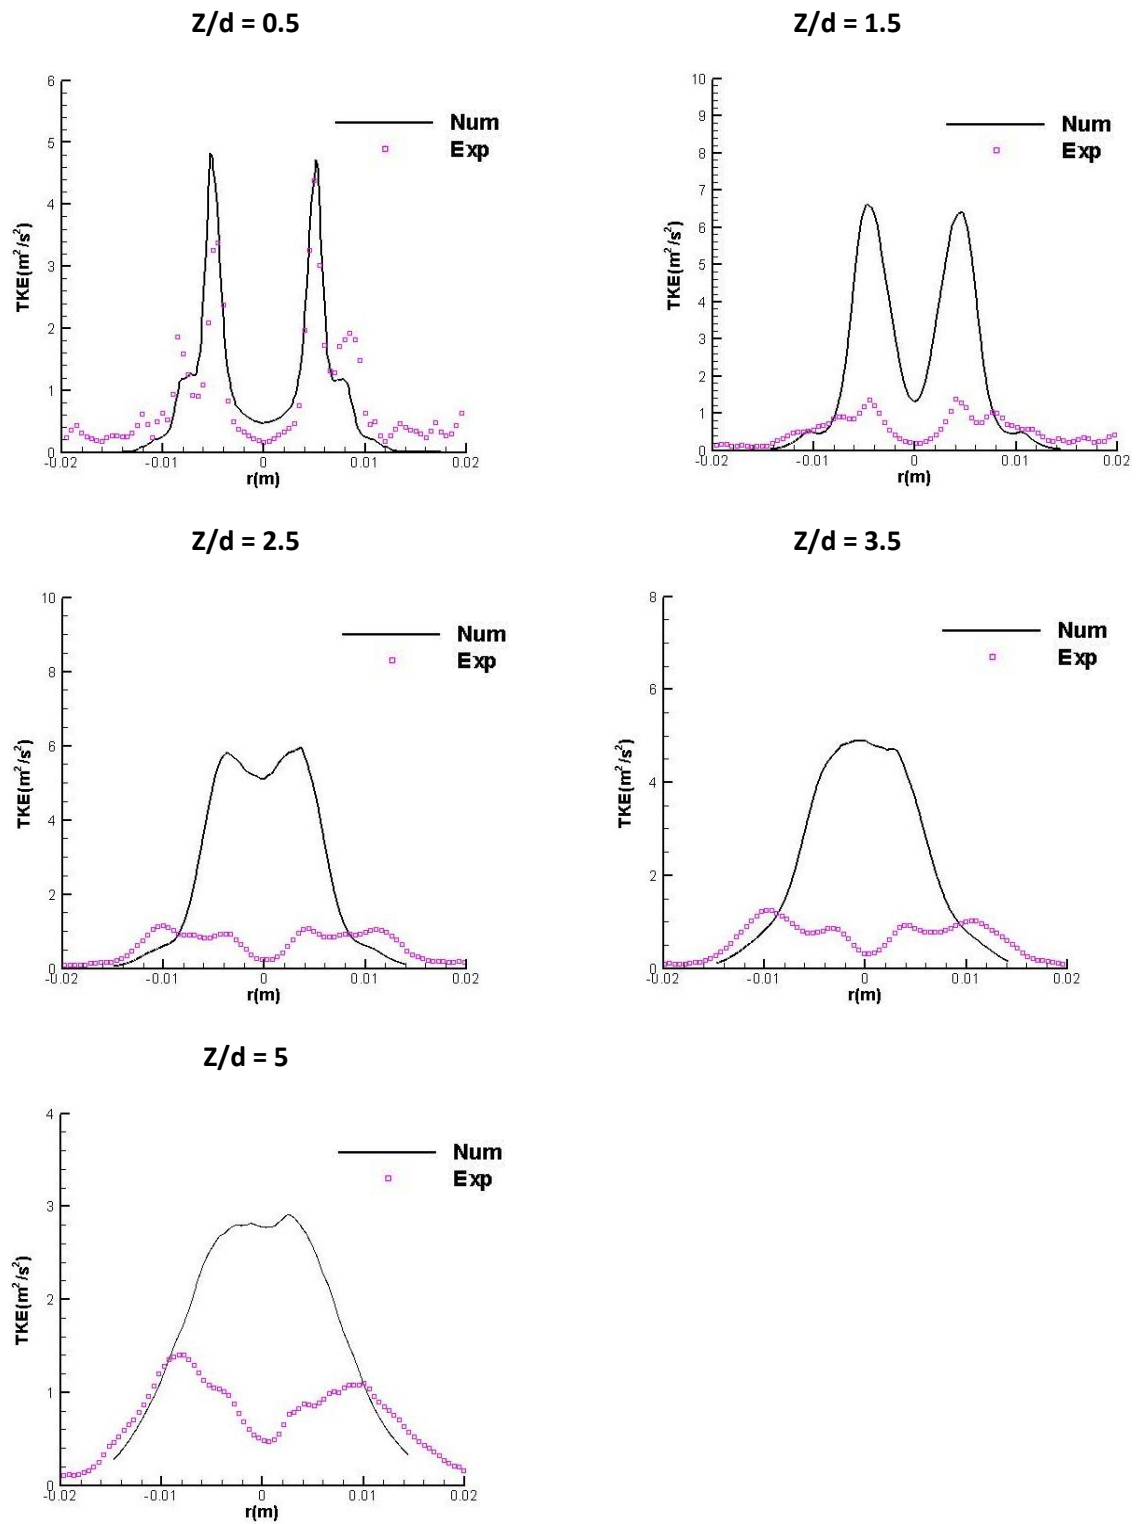 Z/d = 0.5
6
5
4
3
2
1
0
TKE(m²/s²)
Num
Exp
-0.02
-0.01
0
0.01
0.02
r(m)
Z/d = 1.5
10
9
8
7
6
5
4
3
2
1
0
TKE(m²/s²)
Num
Exp
-0.02
-0.01
0
0.01
0.02
r(m)
Z/d = 2.5
10
8
6
4
2
0
TKE(m²/s²)
Num
Exp
-0.02
-0.01
0
0.01
0.02
r(m)
Z/d = 3.5
8
6
4
2
0
TKE(m²/s²)
Num
Exp
-0.02
-0.01
0
0.01
0.02
r(m)
Z/d = 5
4
3
2
1
0
TKE(m²/s²)
Num
Exp
-0.02
-0.01
0
0.01
0.02
r(m)